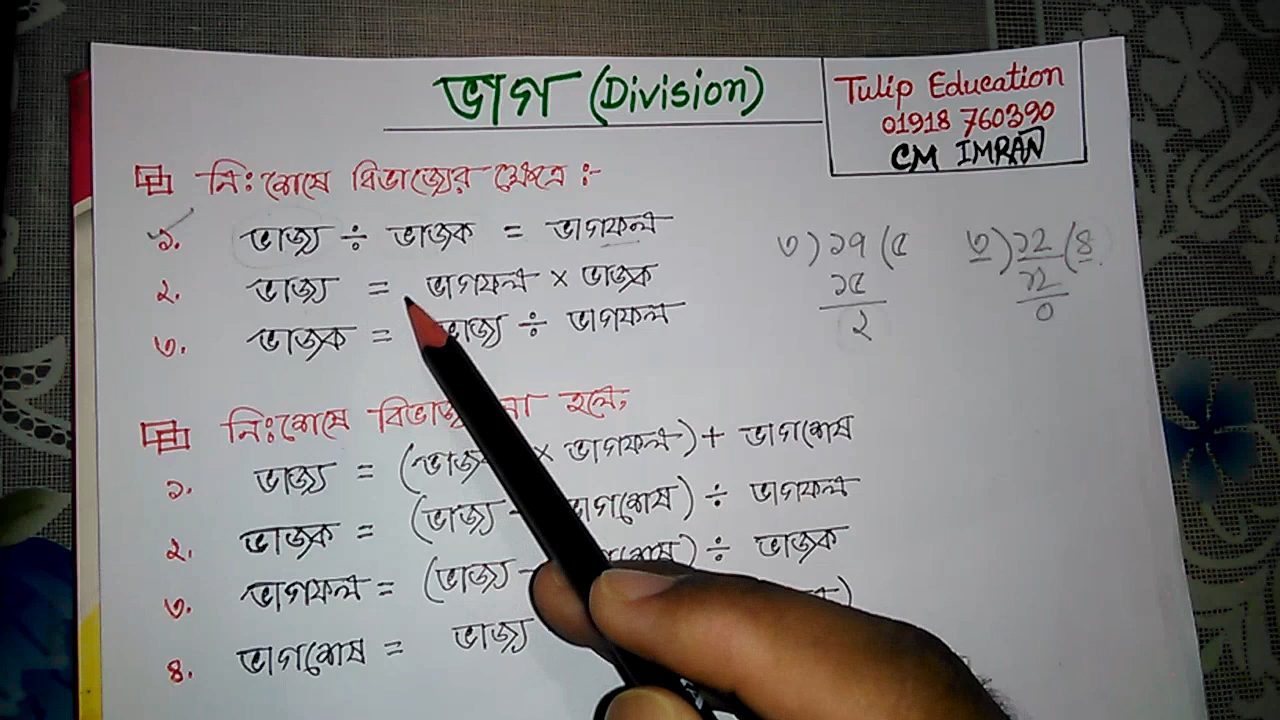 ভাগ (Division)
Tulip Education
01918 760390
CM IMRAN
নিঃশেষে বিভাজ্যের ক্ষেত্রে :-
১. ভাজ্য ÷ ভাজক = ভাগফল
২. ভাজ্য = ভাগফল × ভাজক
৩. ভাজক = ভাজ্য ÷ ভাগফল
৩) ১৭ (৫
১৫
২
৩) ১২ (৪
১২
০
নিঃশেষে বিভাজ্য না হলে,
১. ভাজ্য = (ভাজক × ভাগফল) + ভাগশেষ
২. ভাজক = (ভাজ্য - ভাগশেষ) ÷ ভাগফল
৩. ভাগফল = (ভাজ্য - ভাগশেষ) ÷ ভাজক
৪. ভাগশেষ = ভাজ্য